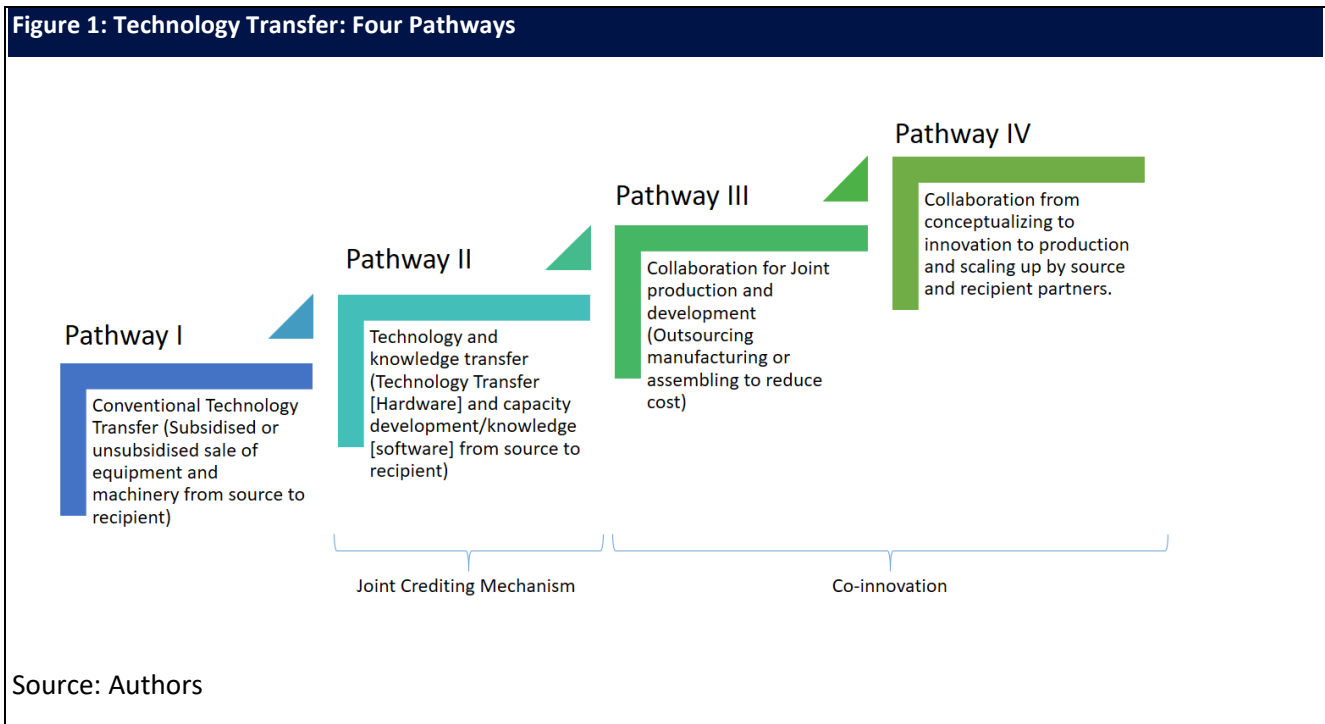 Figure 1: Technology Transfer: Four Pathways
Pathway I
Conventional Technology
Transfer (Subsidised or
unsubsidised sale of
equipment and
machinery from source to
recipient)
Pathway II
Technology and
knowledge transfer
(Technology Transfer
[Hardware] and capacity
development/knowledge
[software] from source to
recipient)
Pathway III
Collaboration for Joint
production and
development
(Outsourcing
manufacturing or
assembling to reduce
cost)
Pathway IV
Collaboration from
conceptualizing to
innovation to production
and scaling up by source
and recipient partners.
Joint Crediting Mechanism
Co-innovation
Source: Authors